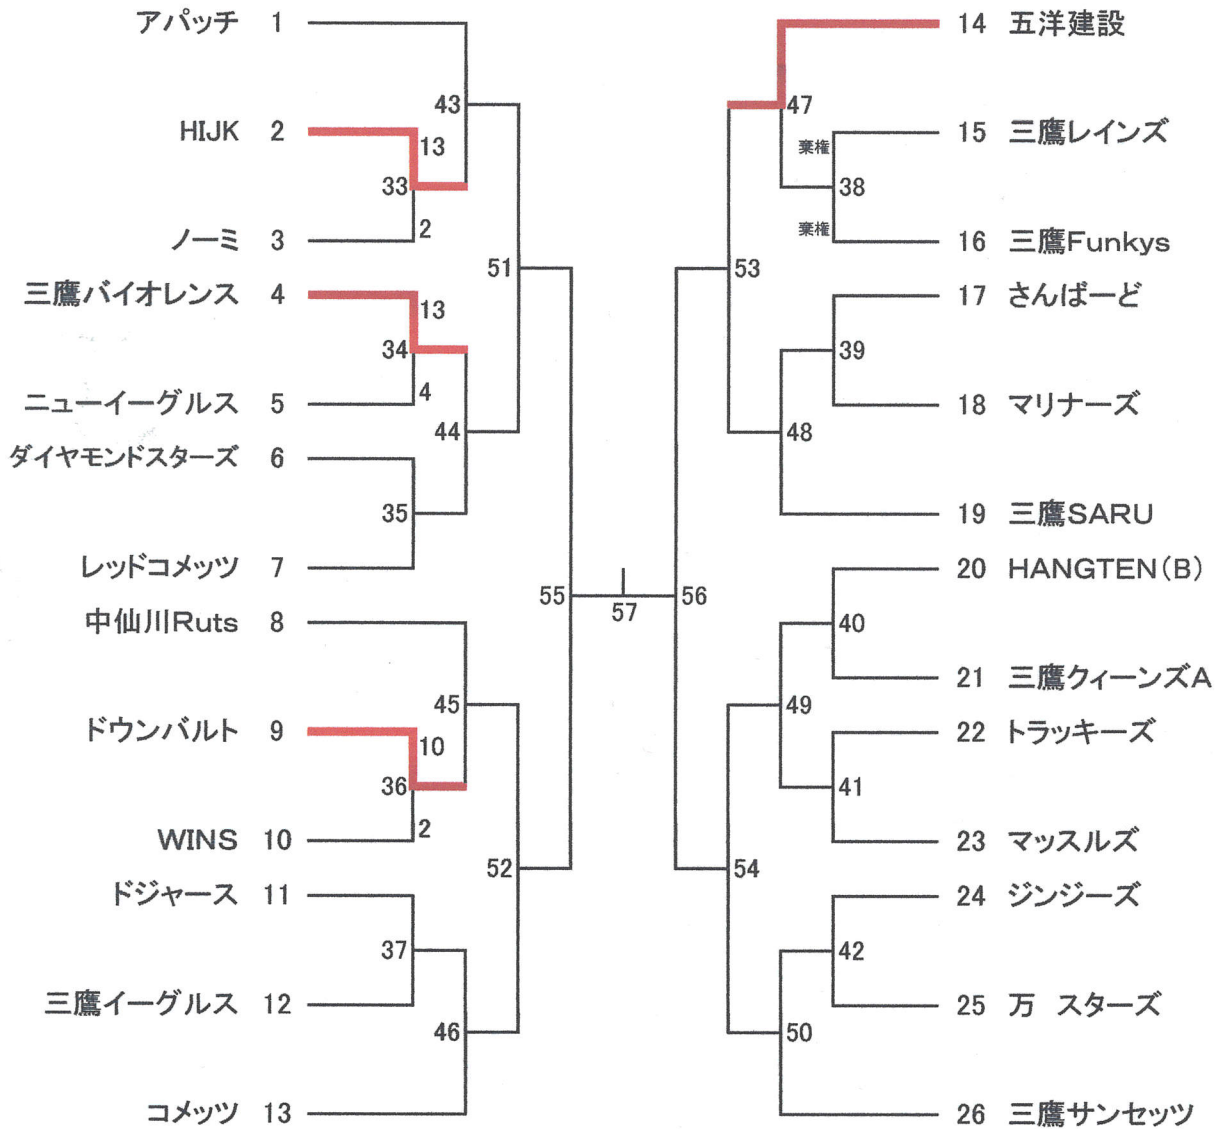 アパッチ 1
43
HIJK 2
13
33
2
ノーミ 3
51
三鷹バイオレンス 4
13
34
4
ニューイーグルス 5
44
ダイヤモンドスターズ 6
35
レッドコメッツ 7
55
57
中仙川Ruts 8
45
ドウンバルト 9
10
36
2
WINS 10
52
ドジャース 11
37
三鷹イーグルス 12
46
コメッツ 13
14 五洋建設
47
15 三鷹レインズ
棄権
38
棄権
16 三鷹Funkys
53
17 さんばーど
39
18 マリナーズ
48
19 三鷹SARU
20 HANGTEN(B)
56
40
21 三鷹クィーンズA
49
22 トラッキーズ
41
23 マッスルズ
54
24 ジンジーズ
42
25 万 スターズ
50
26 三鷹サンセッツ